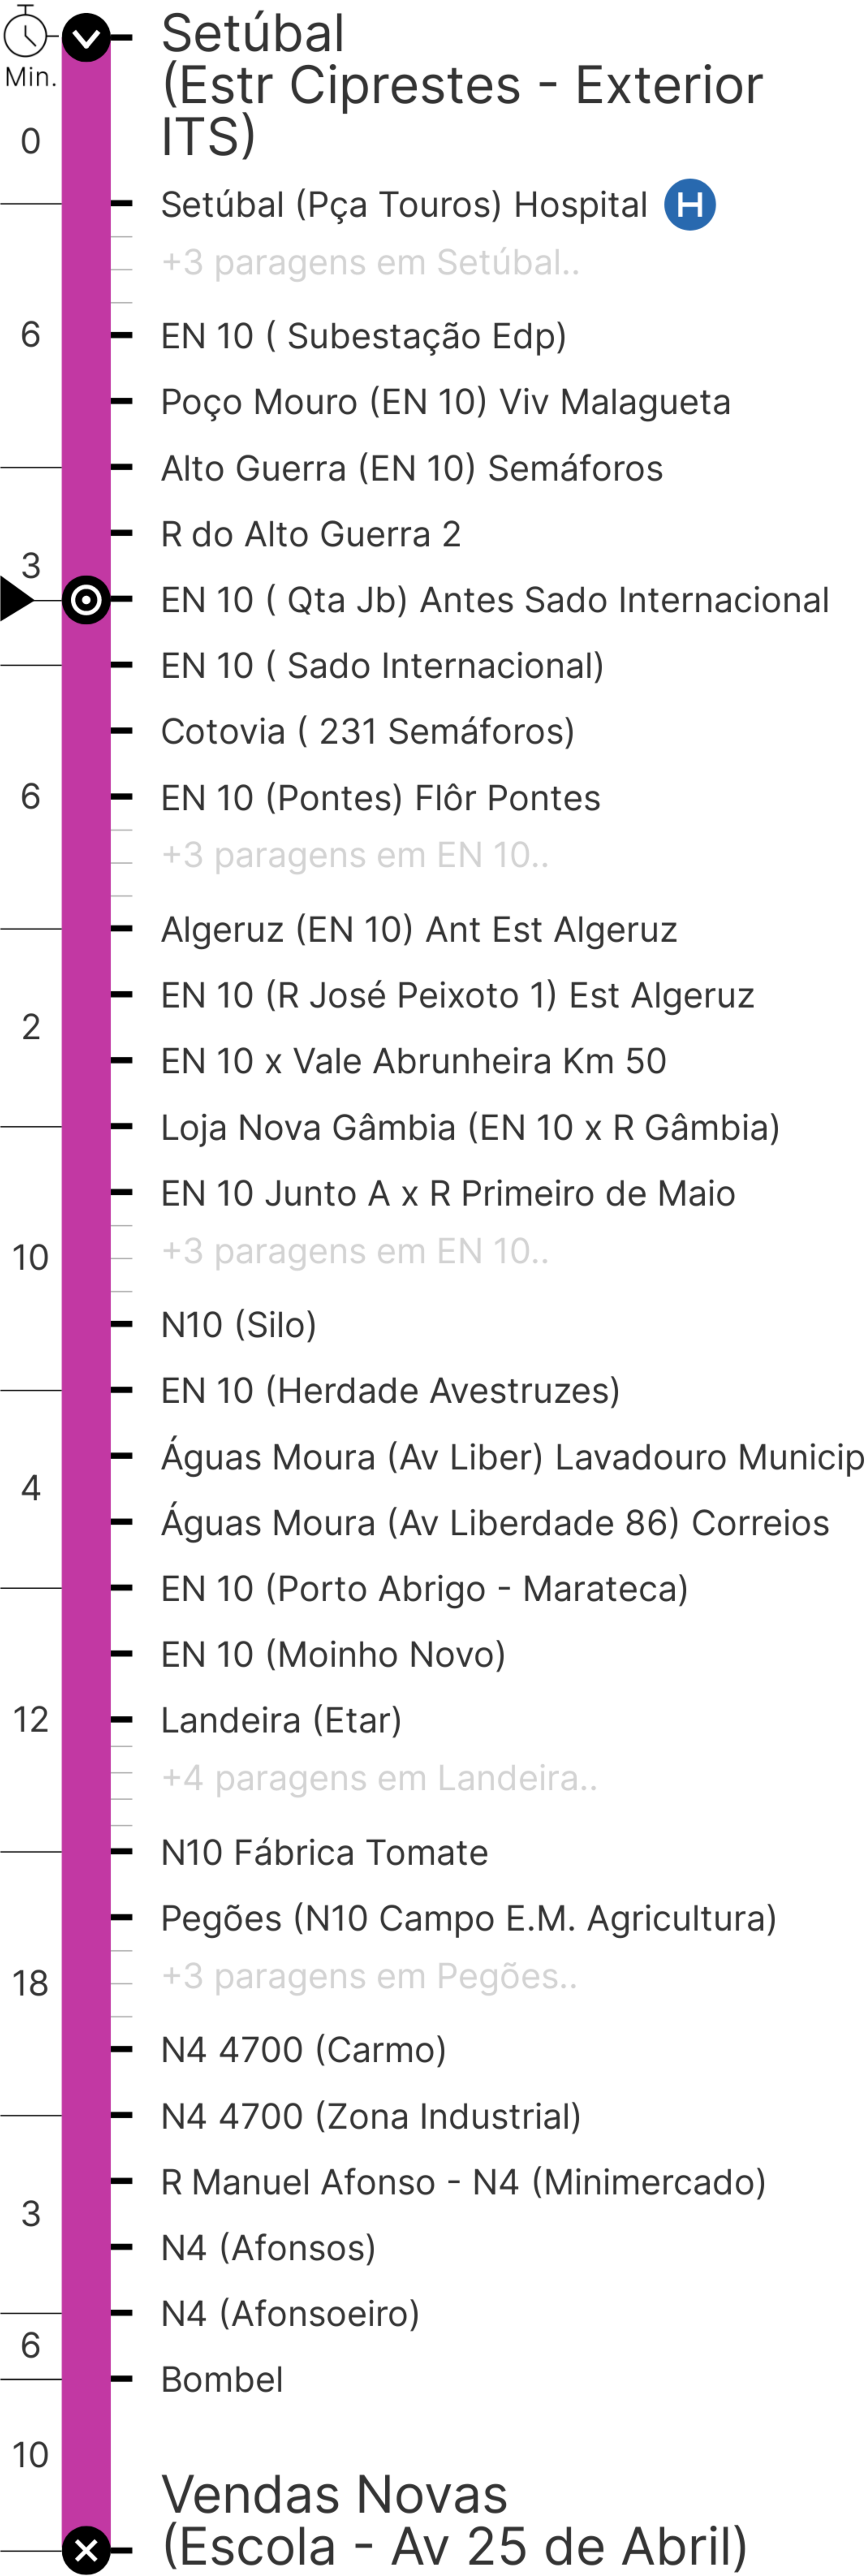 Setúbal
(Estr Ciprestes - Exterior
ITS)
Min.
0
Setúbal (Pça Touros) Hospital H
+3 paragens em Setúbal..
6
EN 10 ( Subestação Edp)
Poço Mouro (EN 10) Viv Malagueta
Alto Guerra (EN 10) Semáforos
R do Alto Guerra 2
3
EN 10 ( Qta Jb) Antes Sado Internacional
EN 10 ( Sado Internacional)
Cotovia ( 231 Semáforos)
6
EN 10 (Pontes) Flôr Pontes
+3 paragens em EN 10..
Algeruz (EN 10) Ant Est Algeruz
EN 10 (R José Peixoto 1) Est Algeruz
2
EN 10 x Vale Abrunheira Km 50
Loja Nova Gâmbia (EN 10 x R Gâmbia)
EN 10 Junto A x R Primeiro de Maio
10
+3 paragens em EN 10..
N10 (Silo)
EN 10 (Herdade Avestruzes)
Águas Moura (Av Liber) Lavadouro Municip
4
Águas Moura (Av Liberdade 86) Correios
EN 10 (Porto Abrigo - Marateca)
EN 10 (Moinho Novo)
12
Landeira (Etar)
+4 paragens em Landeira..
N10 Fábrica Tomate
Pegões (N10 Campo E.M. Agricultura)
18
+3 paragens em Pegões..
N4 4700 (Carmo)
N4 4700 (Zona Industrial)
R Manuel Afonso - N4 (Minimercado)
3
N4 (Afonsos)
N4 (Afonsoeiro)
6
Bombel
10
Vendas Novas
(Escola - Av 25 de Abril)